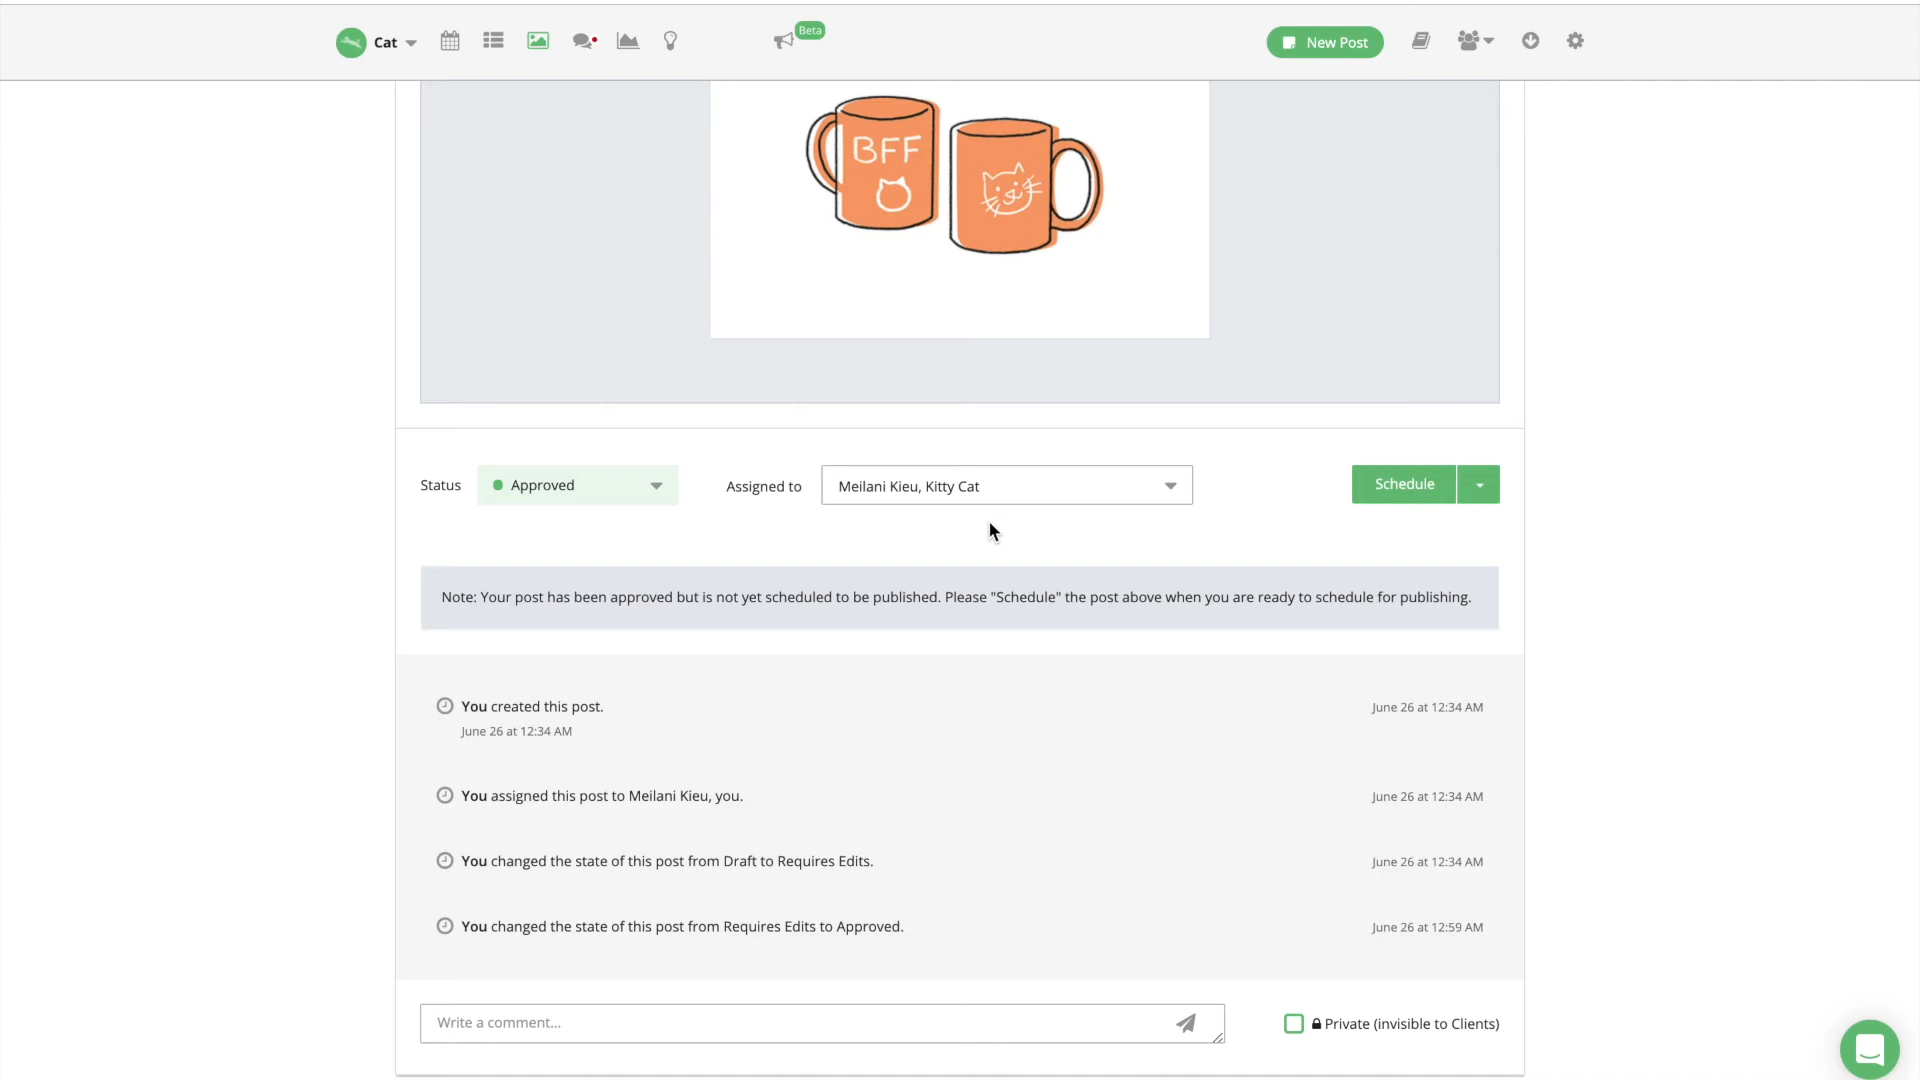 Cat
Beta
New Post
BFF
Status
Approved
Assigned to
Meilani Kieu, Kitty Cat
Schedule
Note: Your post has been approved but is not yet scheduled to be published. Please "Schedule" the post above when you are ready to schedule for publishing.
You created this post.
June 26 at 12:34 AM
June 26 at 12:34 AM
You assigned this post to Meilani Kieu, you.
June 26 at 12:34 AM
You changed the state of this post from Draft to Requires Edits.
June 26 at 12:34 AM
You changed the state of this post from Requires Edits to Approved.
June 26 at 12:59 AM
Write a comment...
Private (invisible to Clients)